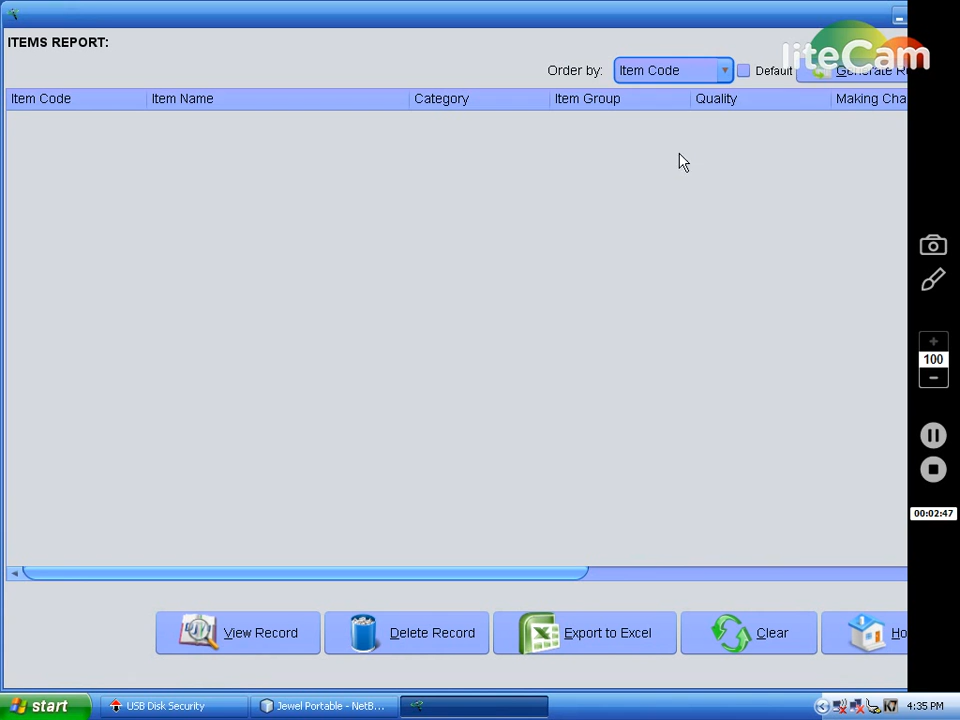 ITEMS REPORT:
liteCam
Order by: Item Code Default Generate R
Item Code Item Name Category Item Group Quality Making Cha
+
100
-
00:02:47
View Record Delete Record Export to Excel Clear Ho
start USB Disk Security Jewel Portable - NetB... 4:35 PM